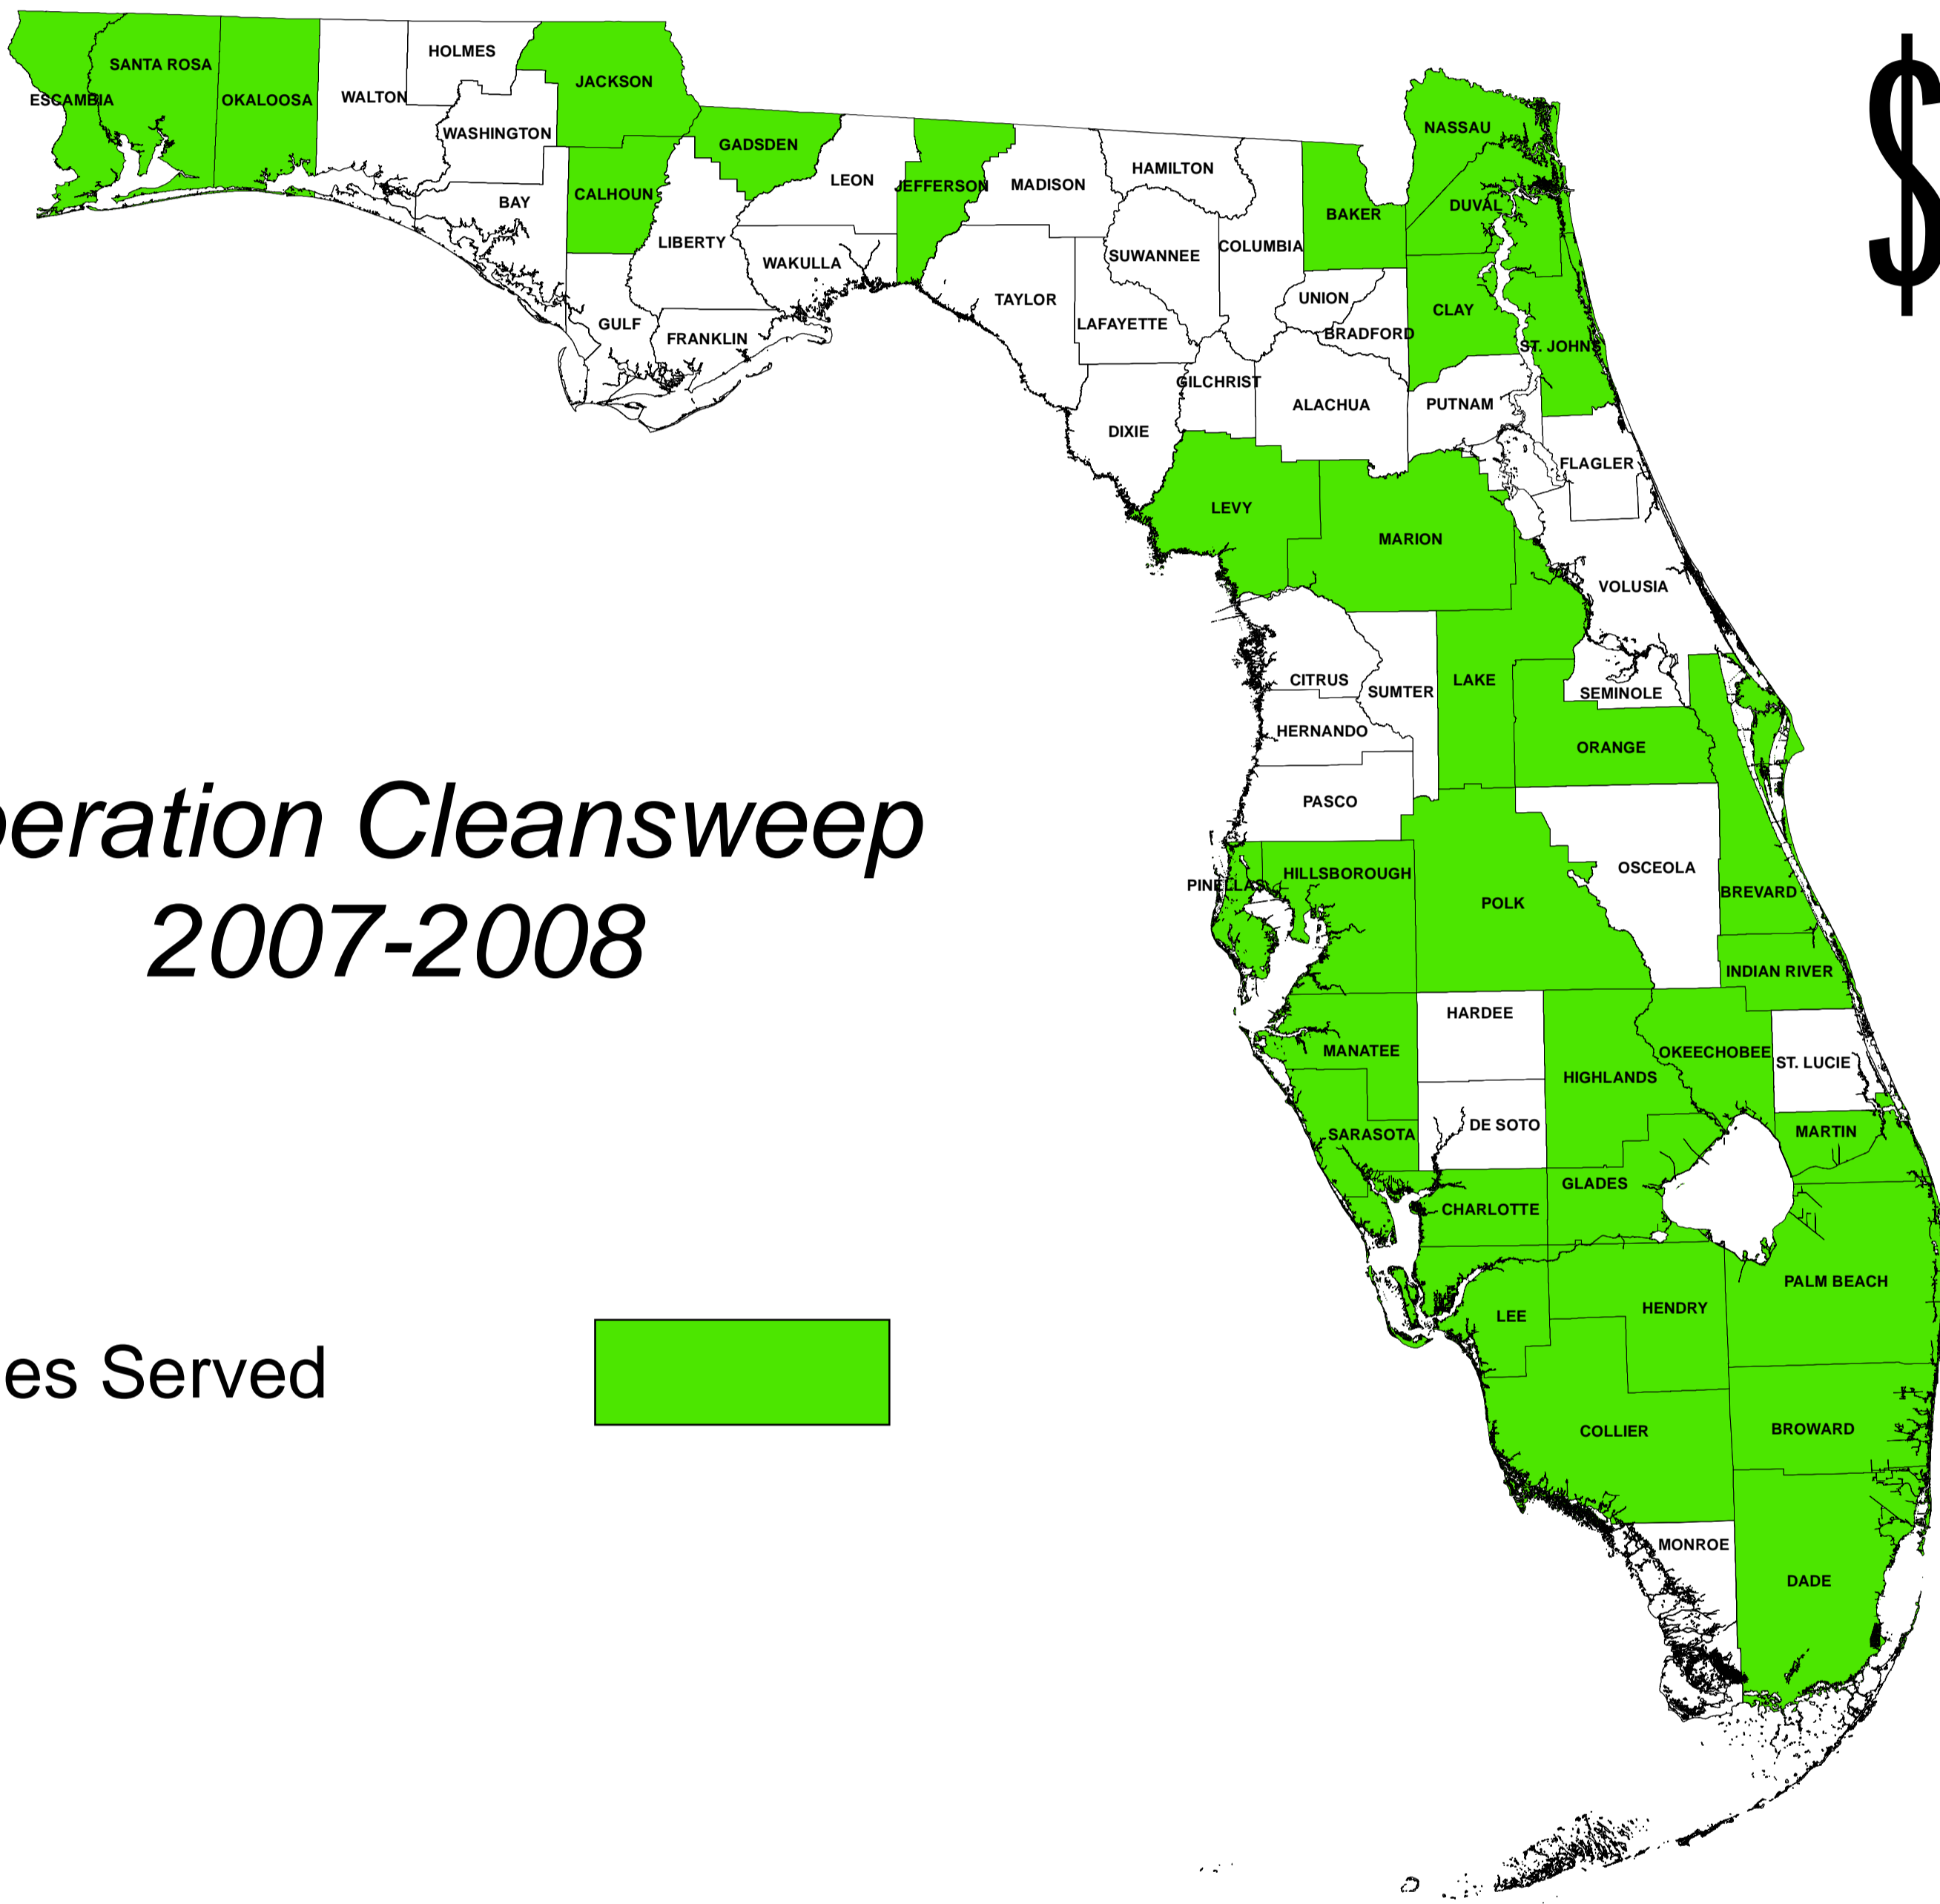 $
HOLMES
SANTA ROSA
JACKSON
ESCAMBIA
OKALOOSA
WALTON
WASHINGTON
GADSDEN
NASSAU
HAMILTON
LEON
JEFFERSON
MADISON
CALHOUN
BAY
BAKER
DUVAL
LIBERTY
COLUMBIA
SUWANNEE
WAKULLA
TAYLOR
UNION
CLAY
GULF
LAFAYETTE
BRADFORD
FRANKLIN
ST. JOHNS
GILCHRIST
ALACHUA
PUTNAM
DIXIE
FLAGLER
LEVY
MARION
VOLUSIA
CITRUS
SUMTER
LAKE
SEMINOLE
HERNANDO
ORANGE
PASCO
peration Cleansweep
2007-2008
OSCEOLA
HILLSBOROUGH
PINELLAS
BREVARD
POLK
INDIAN RIVER
HARDEE
MANATEE
OKEECHOBEE
ST. LUCIE
HIGHLANDS
DE SOTO
MARTIN
SARASOTA
GLADES
CHARLOTTE
PALM BEACH
HENDRY
LEE
es Served
COLLIER
BROWARD
MONROE
DADE